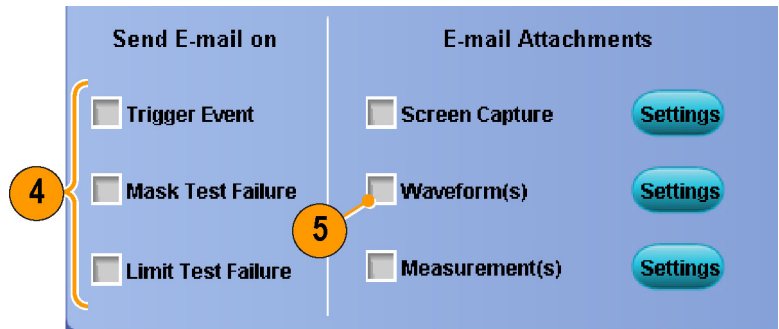 Send E-mail on
E-mail Attachments
Trigger Event
Screen Capture
Settings
4
Mask Test Failure
Waveform(s)
Settings
5
Limit Test Failure
Measurement(s)
Settings